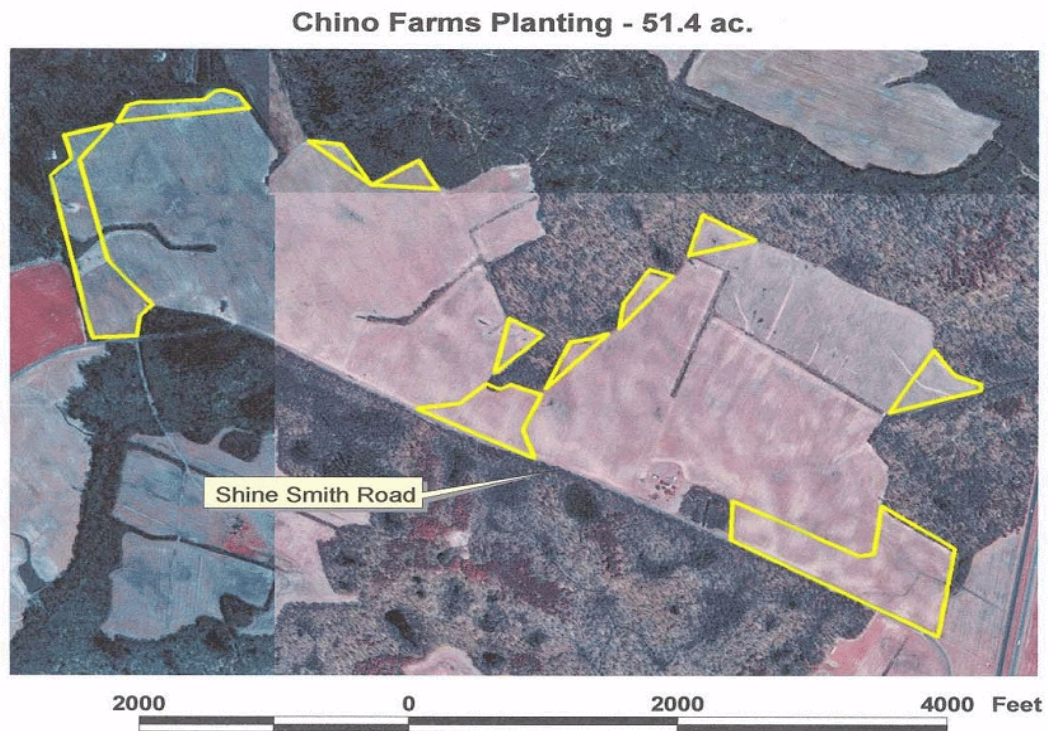 Chino Farms Planting - 51.4 ac.
Shine Smith Road
2000 0 2000 4000 Feet